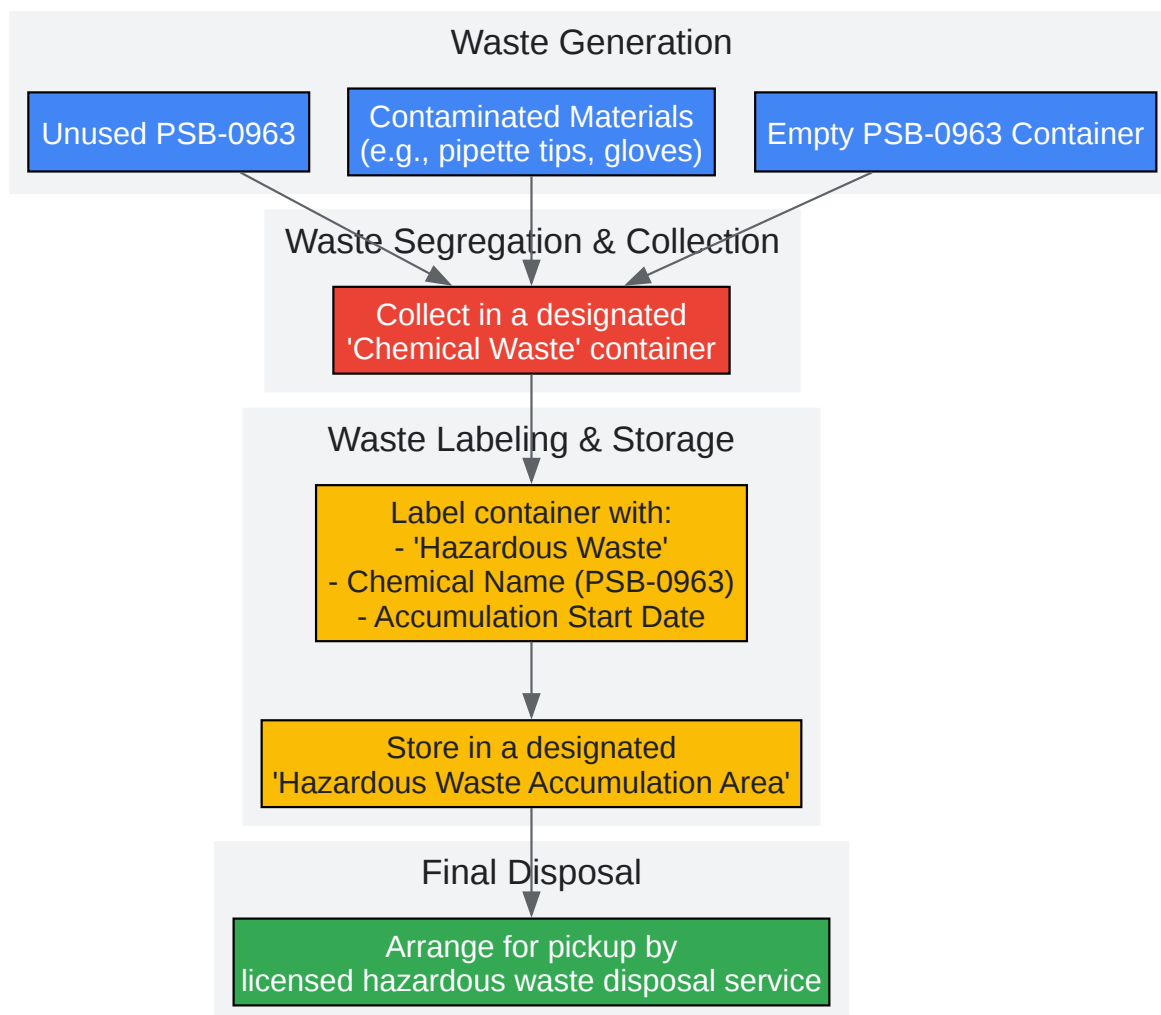 Waste Generation
Unused PSB-0963
Contaminated Materials
(e.g., pipette tips, gloves)
Empty PSB-0963 Container
Waste Segregation & Collection
Collect in a designated
'Chemical Waste' container
Waste Labeling & Storage
Label container with:
- 'Hazardous Waste'
- Chemical Name (PSB-0963)
- Accumulation Start Date
Store in a designated
'Hazardous Waste Accumulation Area'
Final Disposal
Arrange for pickup by
licensed hazardous waste disposal service